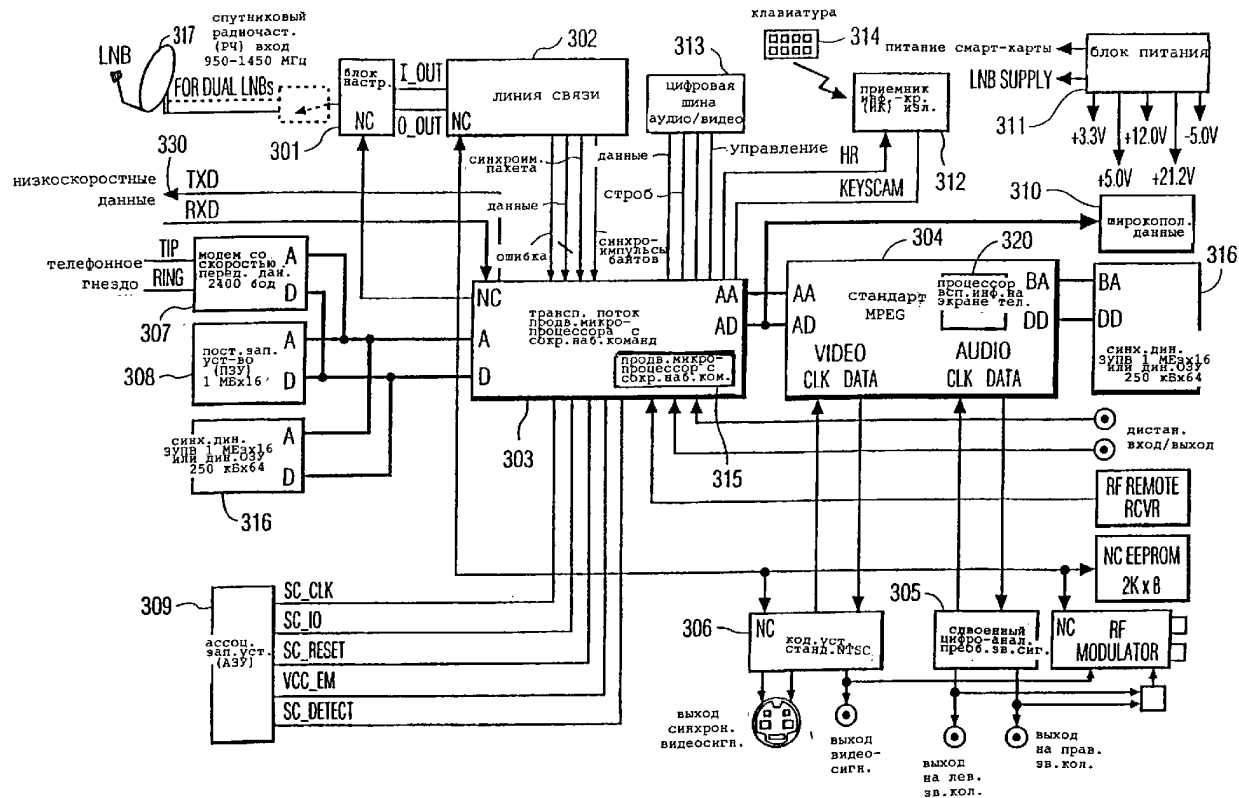 спутниковый
радиочаст.
(РЧ) вход
950-1450 МГц
317
LNB
FOR DUAL LNBs
блок
настр.
NC
301
I_OUT
O_OUT
302
ЛИНИЯ СВЯЗИ
NC
313
цифровая
шина
аудио/видео
клавиатура
314
приемник
инф.-кр.
(ИК) изл.
312
питание смарт-карты
LNB SUPPLY
блок питания
311
+3.3V
+12.0V
-5.0V
+5.0V
+21.2V
330
низкоскоростные
данные
TXD
RXD
синхроим.
пакета
данные
ошибка
синхро-
импульсы
байтов
данные
строб
управление
HR
KEYSCAM
310
широкопол.
данные
телефонное
гнездо
TIP
RING
модем со
скоростью
перед. дан.
2400 бод
A
D
307
пост.зап.
уст-во
(ПЗУ)
1 МБх16
A
D
308
синх.дин.
ЗУПВ 1 МЕзх16
или дин.ОЗУ
250 кБх64
A
D
316
NC
A
D
трансп. поток
продв.микро-
процессора с
сокр.наб.команд
AA
AD
продв.микро-
процессор с
сокр.наб.ком.
303
315
304
AA
AD
стандарт
MPEG
320
процессор
всп.инф.на
экране тел.
BA
DD
VIDEO
CLK DATA
AUDIO
CLK DATA
316
BA
DD
синх.дин.
ЗУПВ 1 МЕзх16
или дин.ОЗУ
250 кБх64
дистан.
вход/выход
RF REMOTE
RCVR
NC EEPROM
2K x 8
309
ассоц.
зап.уст.
(АЗУ)
SC_CLK
SC_IO
SC_RESET
VCC_EM
SC_DETECT
306
NC
код.уст.
станд.NTSC
305
сдвоенный
цифро-анал.
преоб.зв.сиг.
NC
RF
MODULATOR
выход
синхрон.
видеосигн.
выход
видео-
сигн.
выход
на лев.
зв.кол.
выход
на прав.
зв.кол.